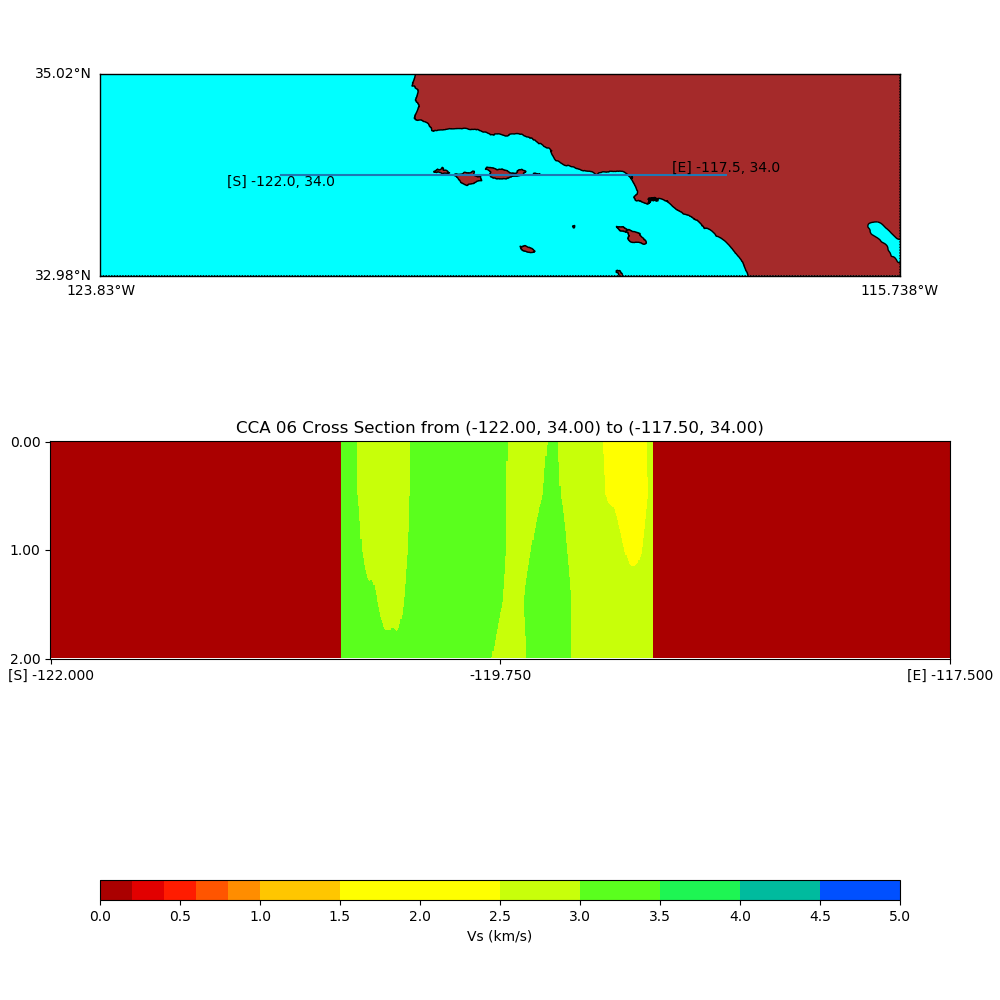 35.02°N
[E] -117.5, 34.0
[S] -122.0, 34.0
32.98°N
123.83°W 115.738°W
CCA 06 Cross Section from (-122.00, 34.00) to (-117.50, 34.00)
0.00
1.00
2.00
[S] -122.000 -119.750 [E] -117.500
0.0 0.5 1.0 1.5 2.0 2.5 3.0 3.5 4.0 4.5 5.0
Vs (km/s)